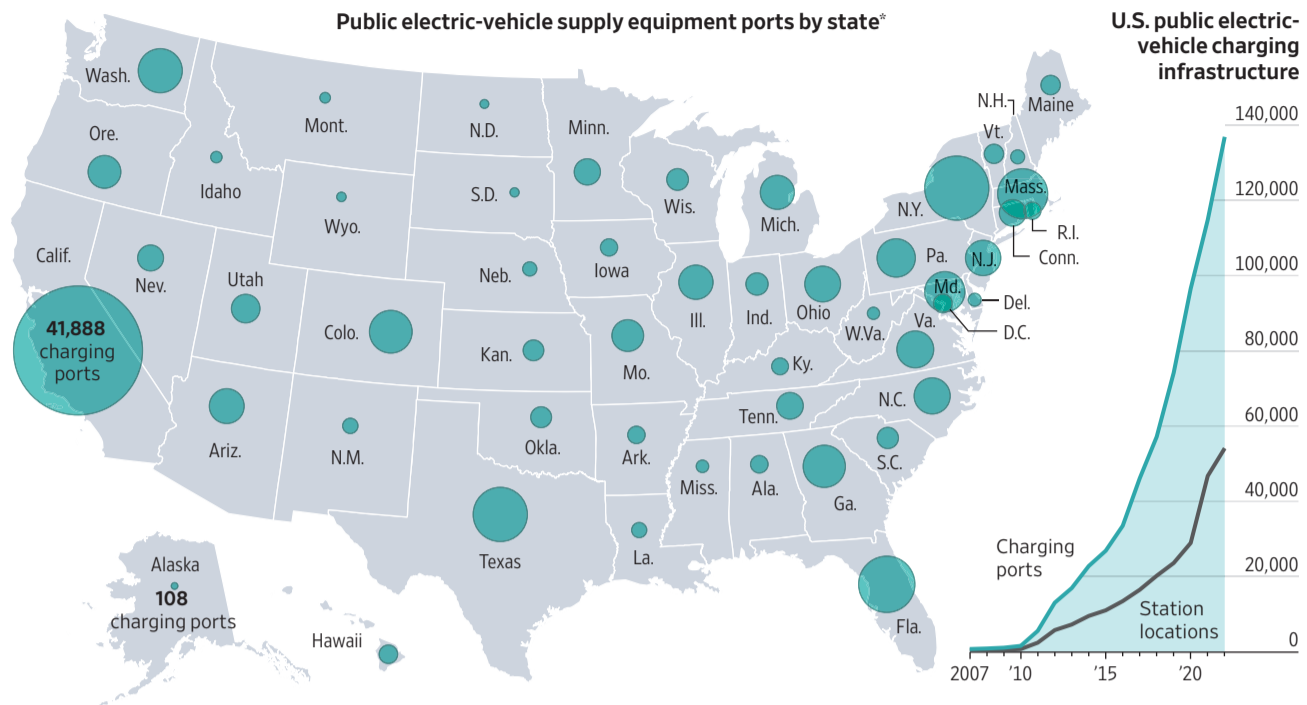 Public electric-vehicle supply equipment ports by state*
U.S. public electric-
vehicle charging
infrastructure
Wash.
Mont.
N.D.
Minn.
N.H.
Maine
Vt.
Ore.
Idaho
S.D.
Wis.
Mich.
N.Y.
Mass.
R.I.
Conn.
Wyo.
Calif.
Nev.
Utah
Neb.
Iowa
Pa.
N.J.
Colo.
Ill.
Ind.
Ohio
Md.
Del.
W.Va.
Va.
D.C.
41,888
charging
ports
Kan.
Mo.
Ky.
Ariz.
N.M.
Okla.
Ark.
Tenn.
N.C.
S.C.
Miss.
Ala.
Ga.
Texas
La.
Fla.
Alaska
108
charging ports
Hawaii
140,000
120,000
100,000
80,000
60,000
40,000
20,000
0
Charging
ports
Station
locations
2007
’10
’15
’20